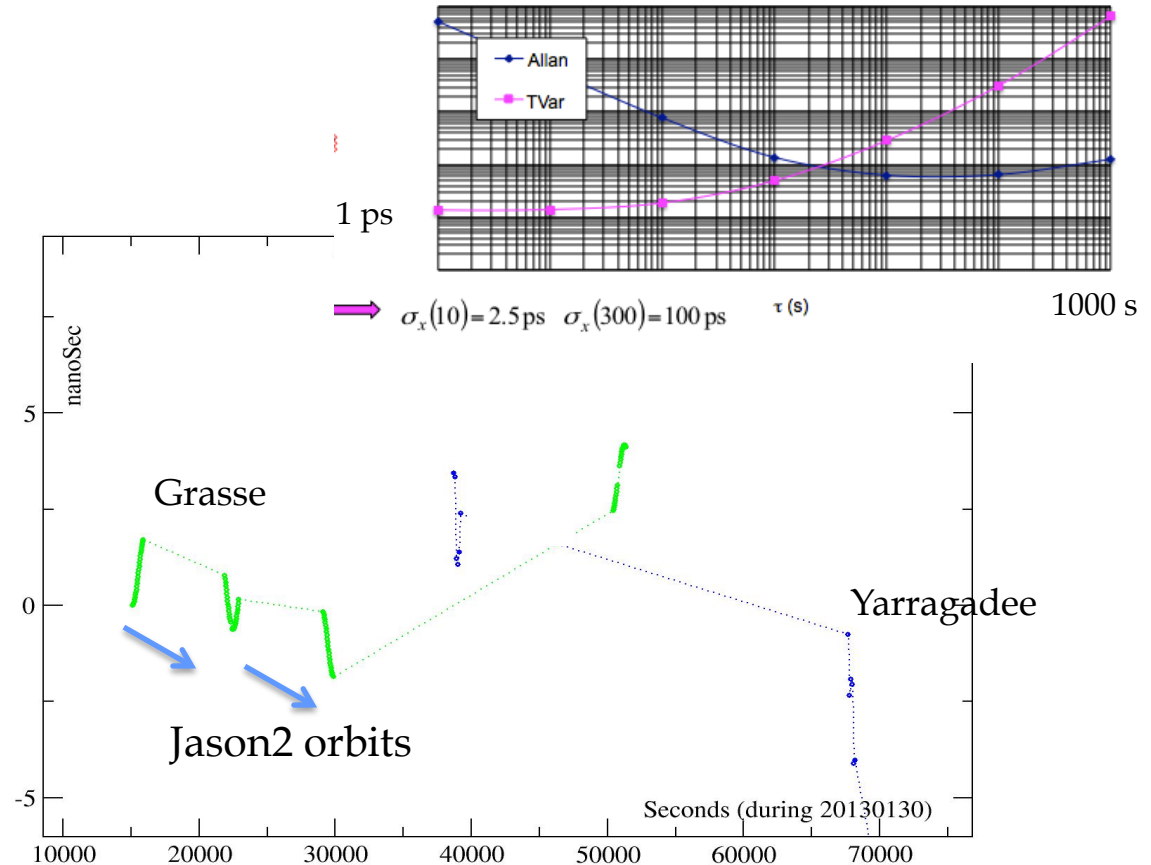 Allan
TVar
1 ps
σₓ(10)=2.5 ps σₓ(300)=100 ps
τ (s)
1000 s
nanoSec
5
0
-5
Grasse
Yarragadee
Jason2 orbits
Seconds (during 20130130)
10000 20000 30000 40000 50000 60000 70000